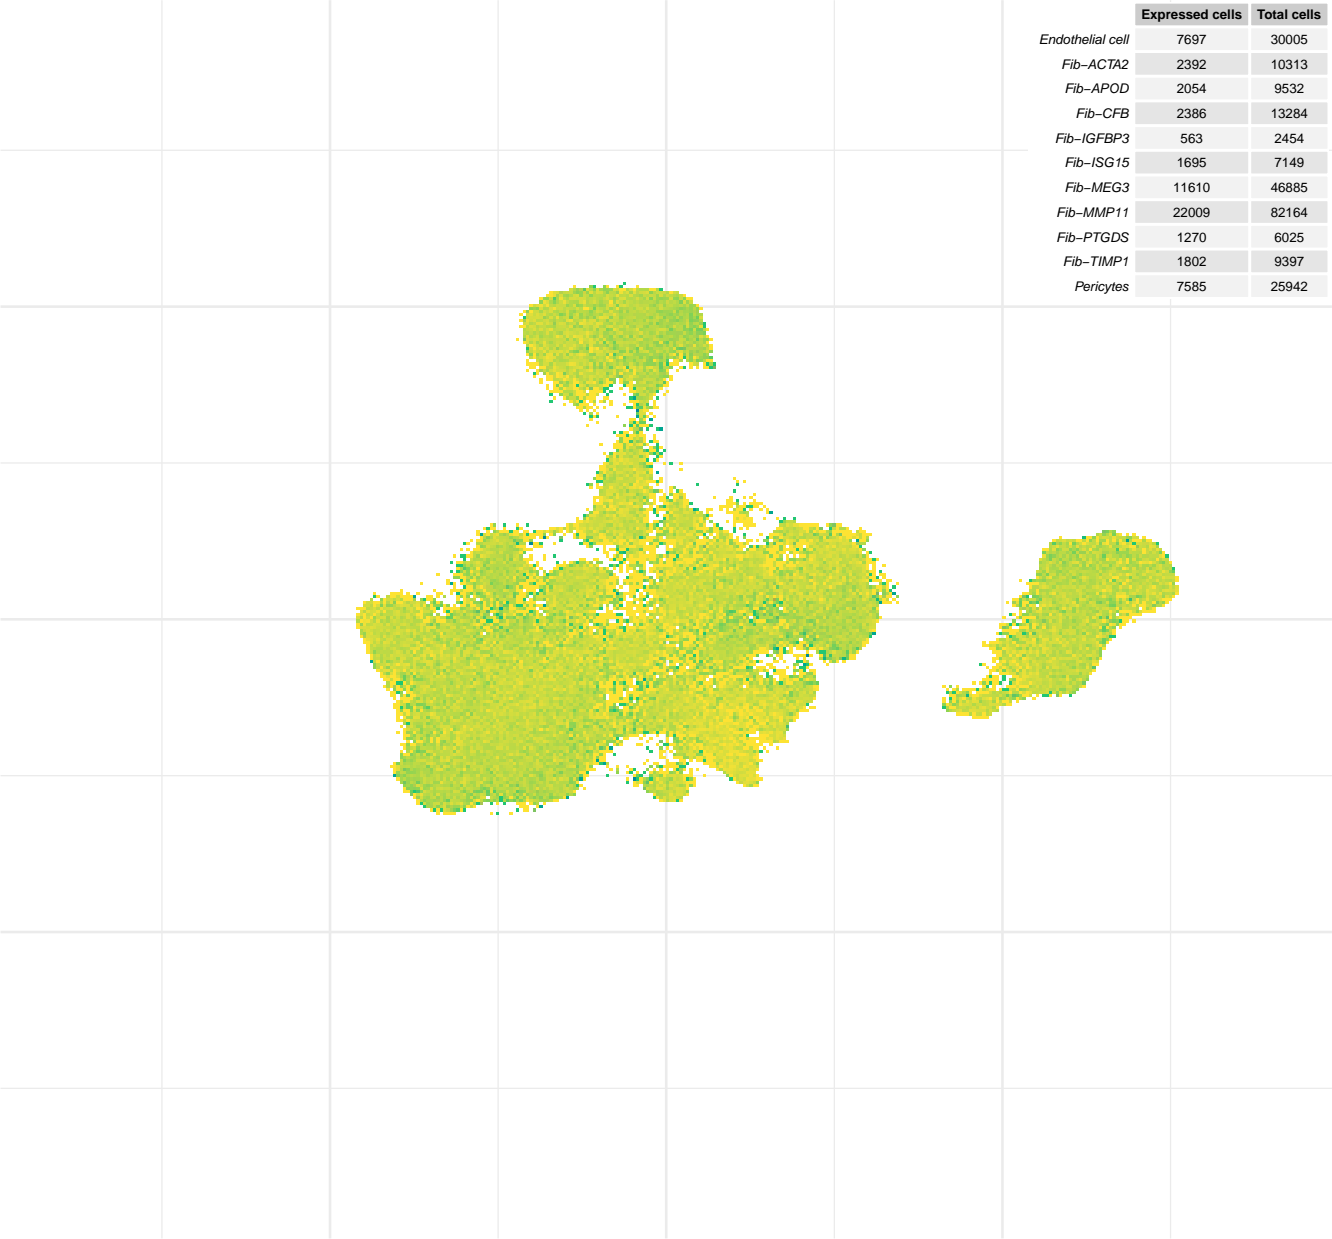 Expressed cells Total cells
Endothelial cell 7697 30005
Fib−ACTA2 2392 10313
Fib−APOD 2054 9532
Fib−CFB 2386 13284
Fib−IGFBP3 563 2454
Fib−ISG15 1695 7149
Fib−MEG3 11610 46885
Fib−MMP11 22009 82164
Fib−PTGDS 1270 6025
Fib−TIMP1 1802 9397
Pericytes 7585 25942